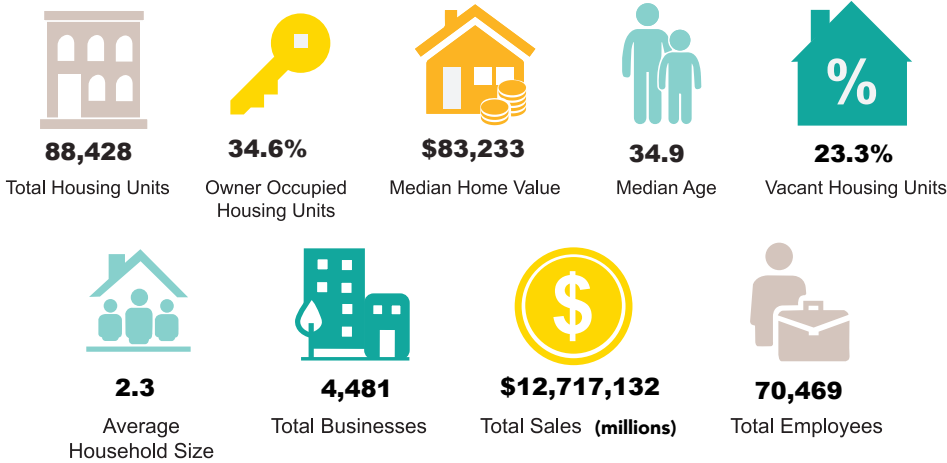 %
88,428
Total Housing Units
34.6%
Owner Occupied
Housing Units
$83,233
Median Home Value
34.9
Median Age
23.3%
Vacant Housing Units
2.3
Average
Household Size
4,481
Total Businesses
$
$12,717,132
Total Sales (millions)
70,469
Total Employees